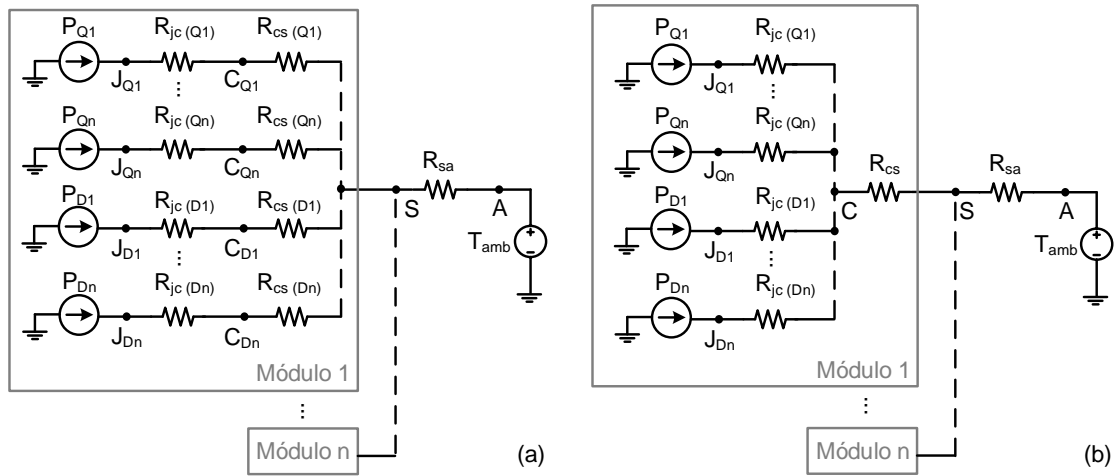 P_Q1 R_jc (Q1) R_cs (Q1)
J_Q1 C_Q1
P_Qn R_jc (Qn) R_cs (Qn)
J_Qn C_Qn
P_D1 R_jc (D1) R_cs (D1)
J_D1 C_D1
P_Dn R_jc (Dn) R_cs (Dn)
J_Dn C_Dn
R_sa
S A
T_amb
Módulo 1
Módulo n
(a)
P_Q1 R_jc (Q1)
J_Q1
P_Qn R_jc (Qn)
J_Qn
P_D1 R_jc (D1)
J_D1
P_Dn R_jc (Dn)
J_Dn
R_cs R_sa
C S A
T_amb
Módulo 1
Módulo n
(b)